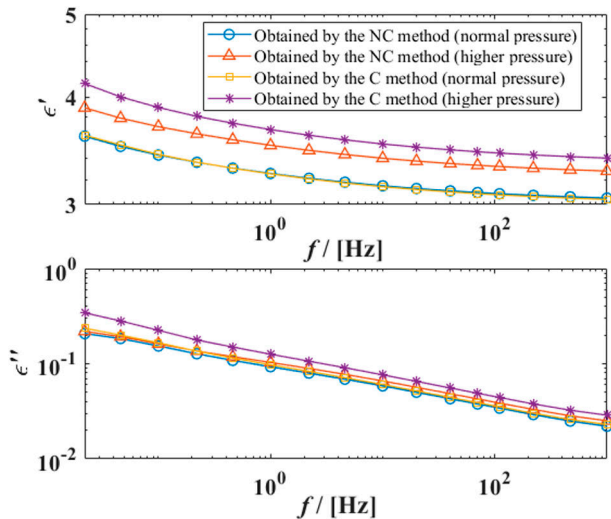 5
Obtained by the NC method (normal pressure)
Obtained by the NC method (higher pressure)
Obtained by the C method (normal pressure)
Obtained by the C method (higher pressure)
4
ϵ′
3
10⁰ 10²
f / [Hz]
10⁰
10⁻¹
ϵ′′
10⁻²
10⁰ 10²
f / [Hz]